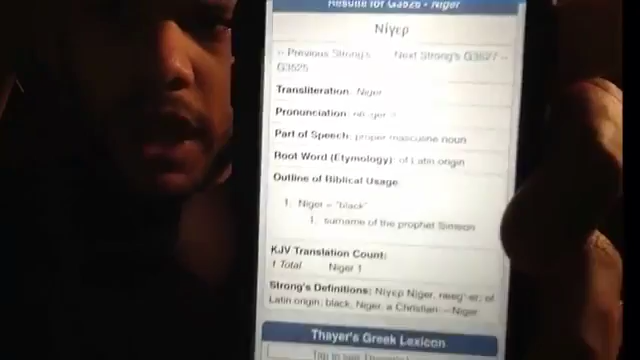 Results for G3526 - Niger
Νίγερ
Previous Strong's Next Strong's G3527
G3525
Transliteration: Niger
Pronunciation:
Part of Speech: proper masculine noun
Root Word (Etymology): of Latin origin
Outline of Biblical Usage
1. Niger = "black"
1. surname of the prophet Simeon
KJV Translation Count:
1 Total Niger 1
Strong's Definitions: Νίγερ Níger, neeg'-er; of
Latin origin; black, Niger, a Christian:—Niger
Thayer's Greek Lexicon